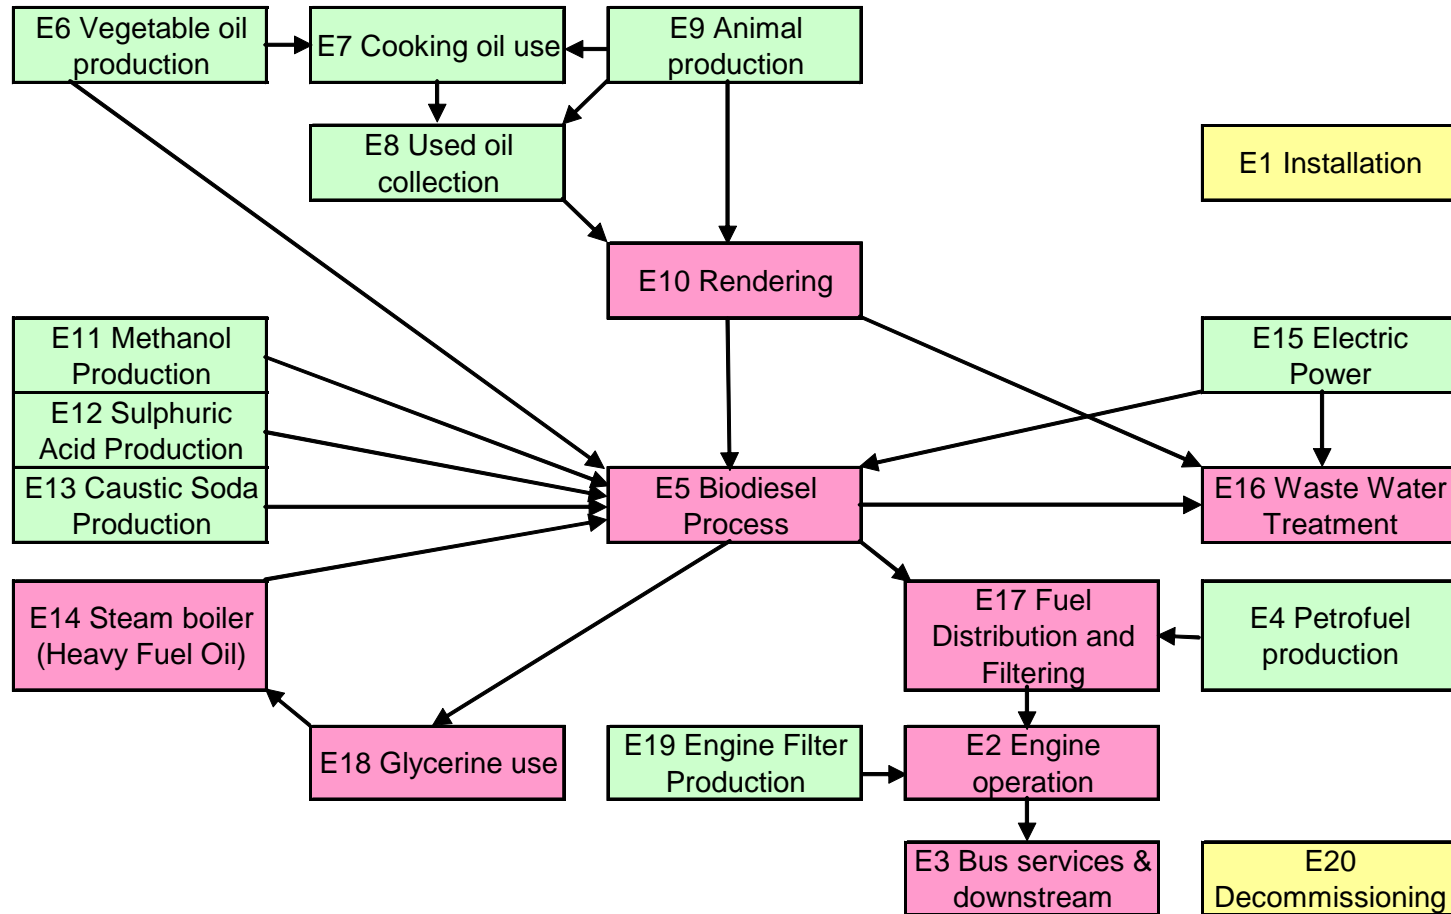 E6 Vegetable oil
production
E7 Cooking oil use
E9 Animal
production
E8 Used oil
collection
E1 Installation
E10 Rendering
E11 Methanol
Production
E12 Sulphuric
Acid Production
E13 Caustic Soda
Production
E15 Electric
Power
E5 Biodiesel
Process
E16 Waste Water
Treatment
E14 Steam boiler
(Heavy Fuel Oil)
E17 Fuel
Distribution and
Filtering
E4 Petrofuel
production
E18 Glycerine use
E19 Engine Filter
Production
E2 Engine
operation
E3 Bus services &
downstream
E20
Decommissioning